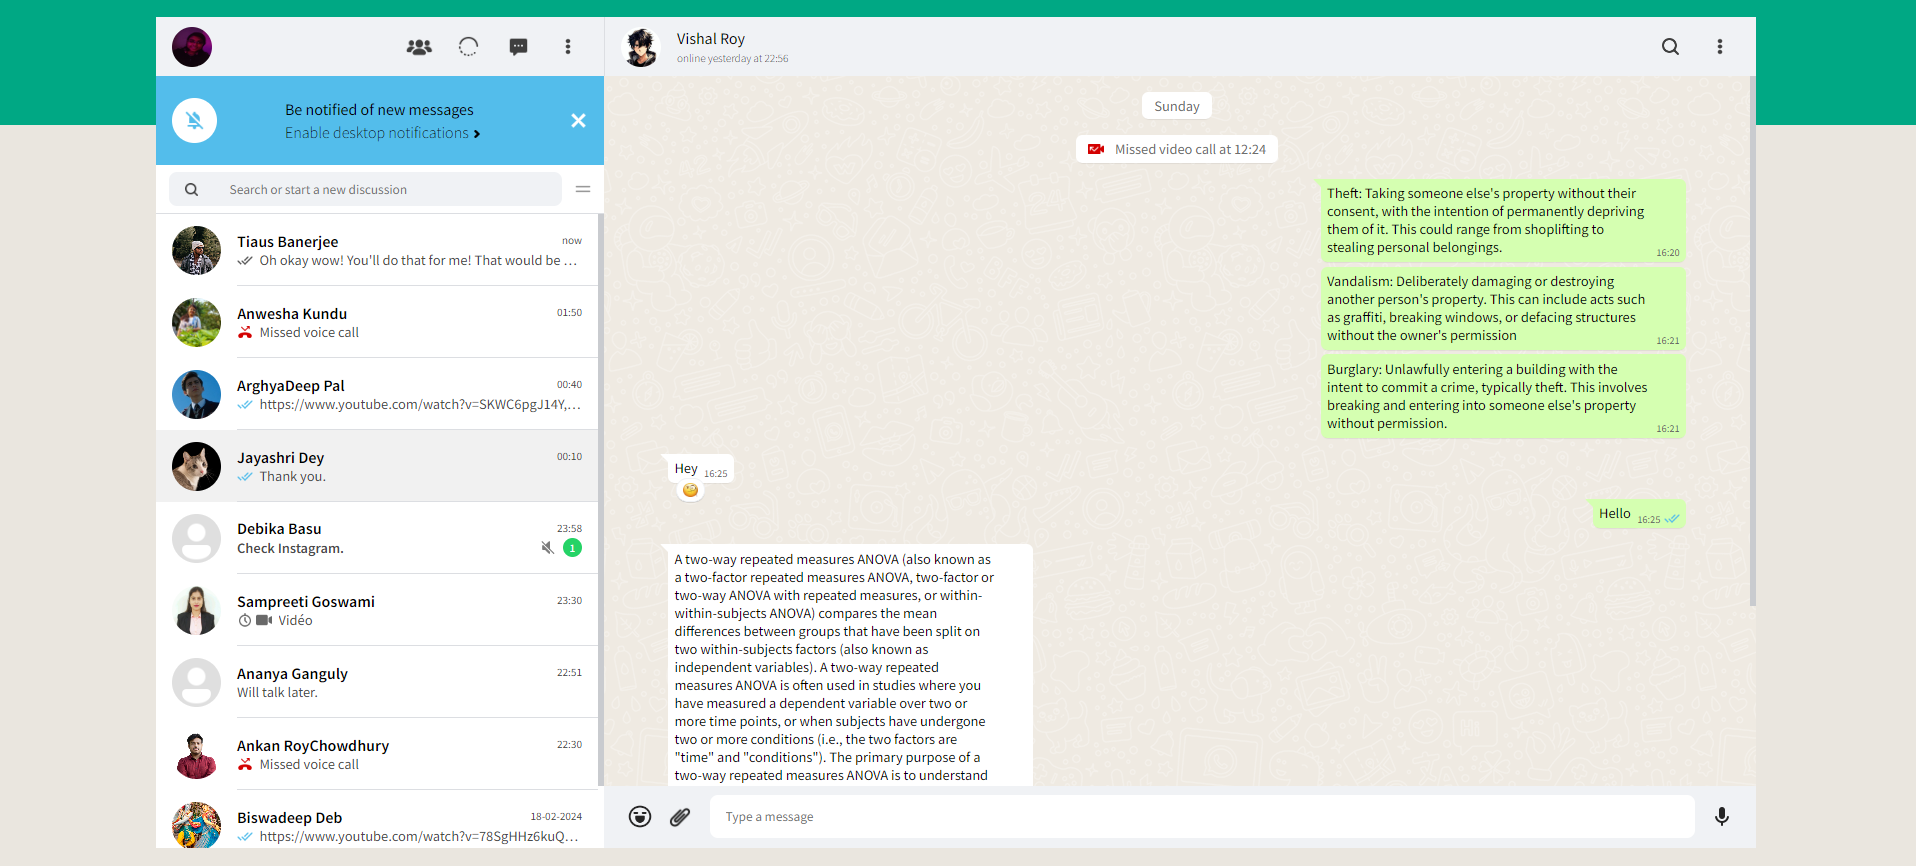 Be notified of new messages
Enable desktop notifications
Search or start a new discussion
Tiaus Banerjee
now
Oh okay wow! You'll do that for me! That would be ...
Anwesha Kundu
01:50
Missed voice call
ArghyaDeep Pal
00:40
https://www.youtube.com/watch?v=SKWC6pgJ14Y,...
Jayashri Dey
00:10
Thank you.
Debika Basu
23:58
Check Instagram.
1
Sampreeti Goswami
23:30
Vidéo
Ananya Ganguly
22:51
Will talk later.
Ankan RoyChowdhury
22:30
Missed voice call
Biswadeep Deb
18-02-2024
https://www.youtube.com/watch?v=78SgHHz6kuQ...
Vishal Roy
online yesterday at 22:56
Sunday
Missed video call at 12:24
Theft: Taking someone else's property without their
consent, with the intention of permanently depriving
them of it. This could range from shoplifting to
stealing personal belongings.
16:20
Vandalism: Deliberately damaging or destroying
another person's property. This can include acts such
as graffiti, breaking windows, or defacing structures
without the owner's permission
16:21
Burglary: Unlawfully entering a building with the
intent to commit a crime, typically theft. This involves
breaking and entering into someone else's property
without permission.
16:21
Hey 16:25
Hello 16:25
A two-way repeated measures ANOVA (also known as
a two-factor repeated measures ANOVA, two-factor or
two-way ANOVA with repeated measures, or within-
within-subjects ANOVA) compares the mean
differences between groups that have been split on
two within-subjects factors (also known as
independent variables). A two-way repeated
measures ANOVA is often used in studies where you
have measured a dependent variable over two or
more time points, or when subjects have undergone
two or more conditions (i.e., the two factors are
"time" and "conditions"). The primary purpose of a
two-way repeated measures ANOVA is to understand
Type a message